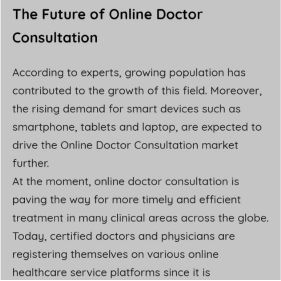 The Future of Online Doctor
Consultation
According to experts, growing population has
contributed to the growth of this field. Moreover,
the rising demand for smart devices such as
smartphone, tablets and laptop, are expected to
drive the Online Doctor Consultation market
further.
At the moment, online doctor consultation is
paving the way for more timely and efficient
treatment in many clinical areas across the globe.
Today, certified doctors and physicians are
registering themselves on various online
healthcare service platforms since it is